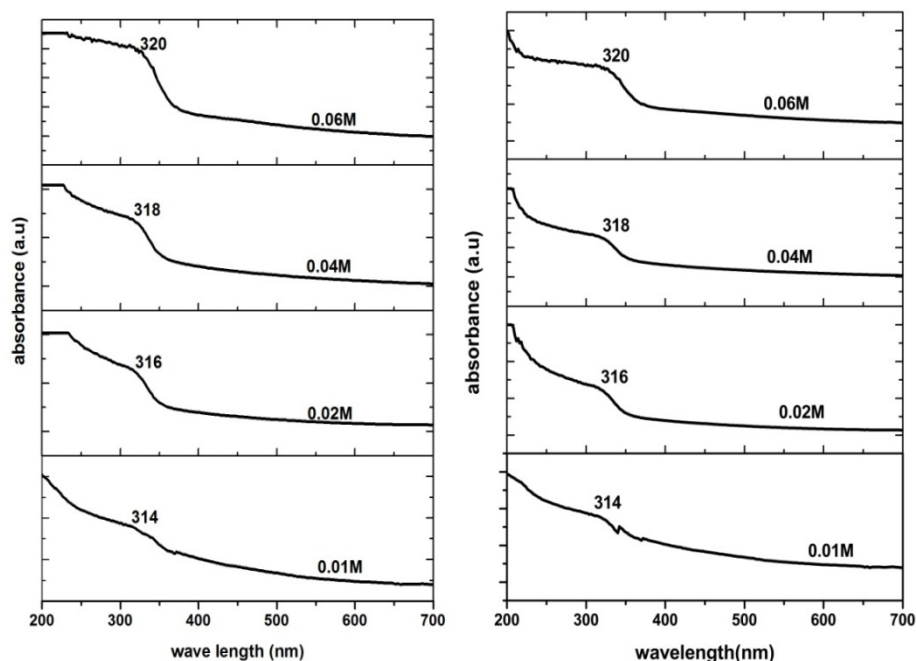 320
0.06M
318
0.04M
316
0.02M
314
0.01M
absorbance (a.u)
200 300 400 500 600 700
wave length (nm)
320
0.06M
318
0.04M
316
0.02M
314
0.01M
absorbance (a.u)
200 300 400 500 600 700
wavelength(nm)